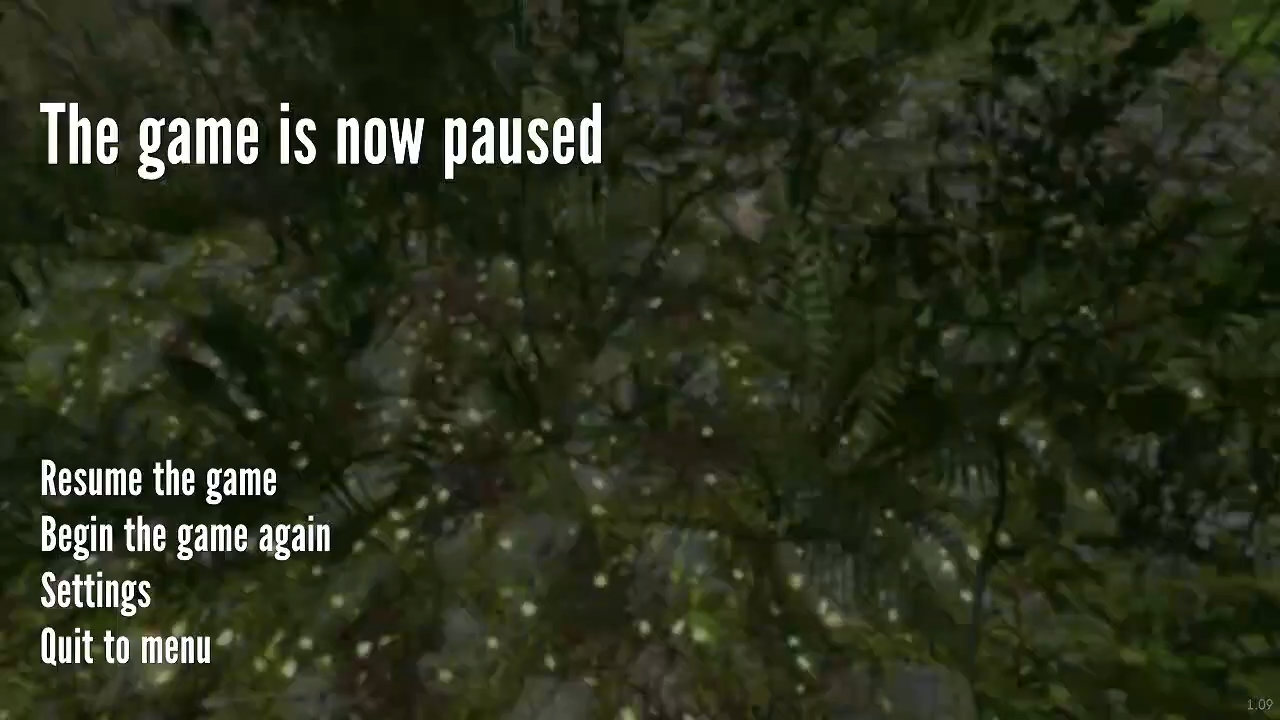 The game is now paused
Resume the game
Begin the game again
Settings
Quit to menu
1.09